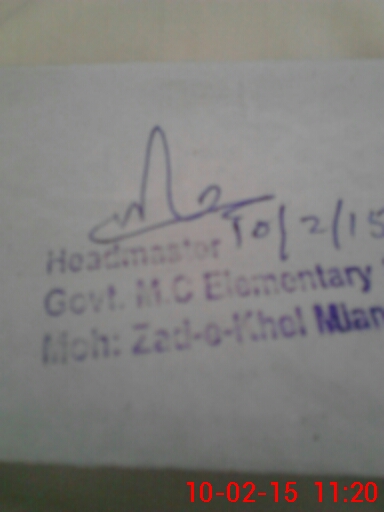 10/2/15
Headmaster
Govt. M.C Elementary
Moh: Zad-e-Khel Mian
10-02-15 11:20